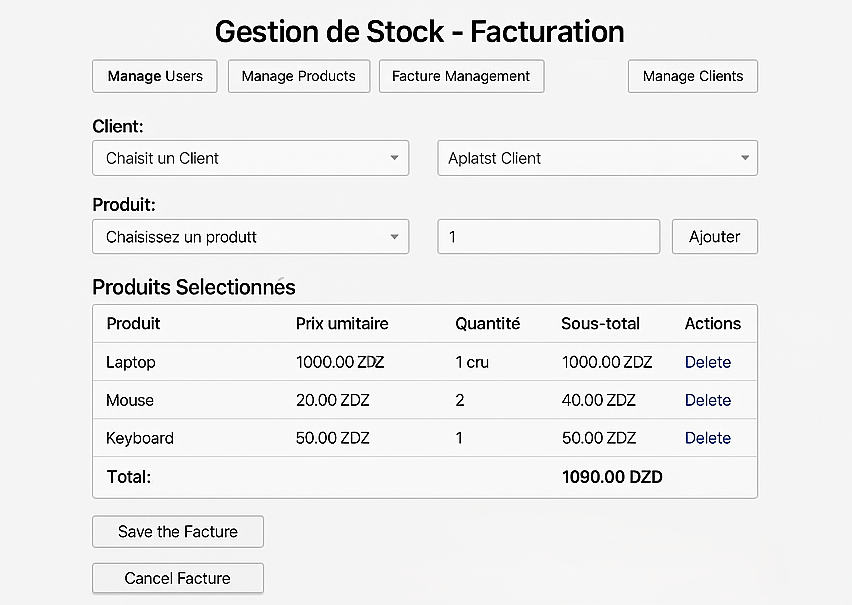 Gestion de Stock - Facturation
Manage Users Manage Products Facture Management Manage Clients
Client:
Chaisit un Client Aplatst Client
Produit:
Chaisissez un produtt 1 Ajouter
Produits Selectionnés
Produit Prix umitaire Quantité Sous-total Actions
Laptop 1000.00 ZDZ 1 cru 1000.00 ZDZ Delete
Mouse 20.00 ZDZ 2 40.00 ZDZ Delete
Keyboard 50.00 ZDZ 1 50.00 ZDZ Delete
Total: 1090.00 DZD
Save the Facture
Cancel Facture